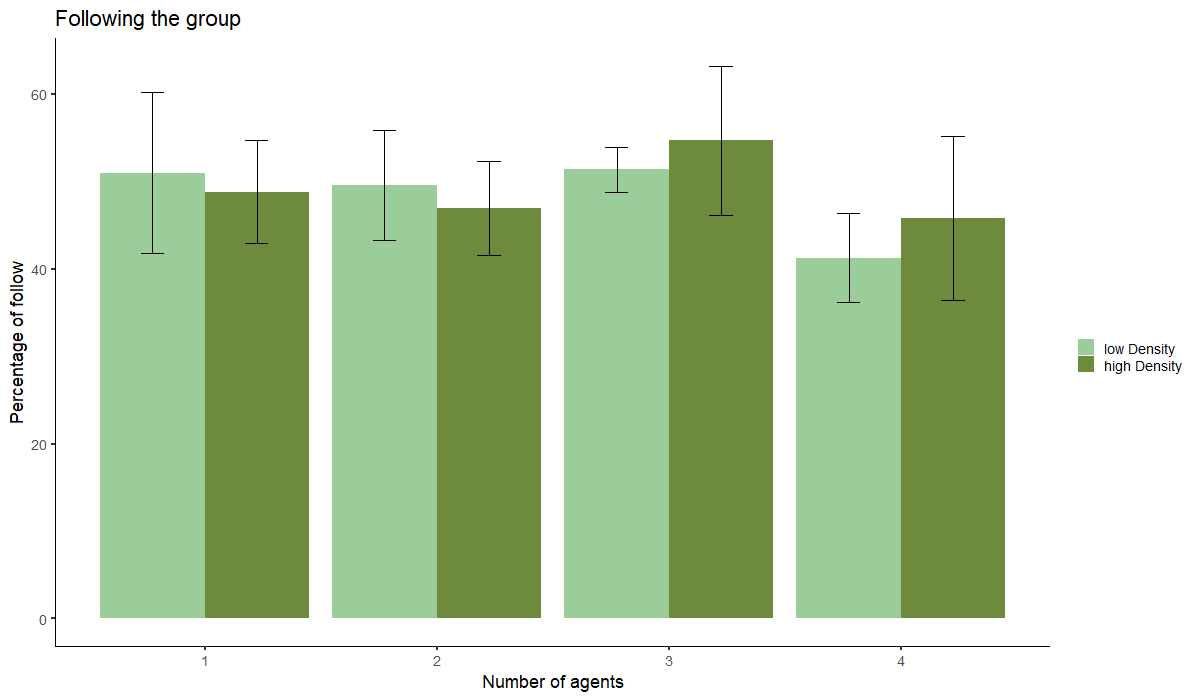 Following the group
Percentage of follow
60
40
20
0
1 2 3 4
Number of agents
low Density
high Density